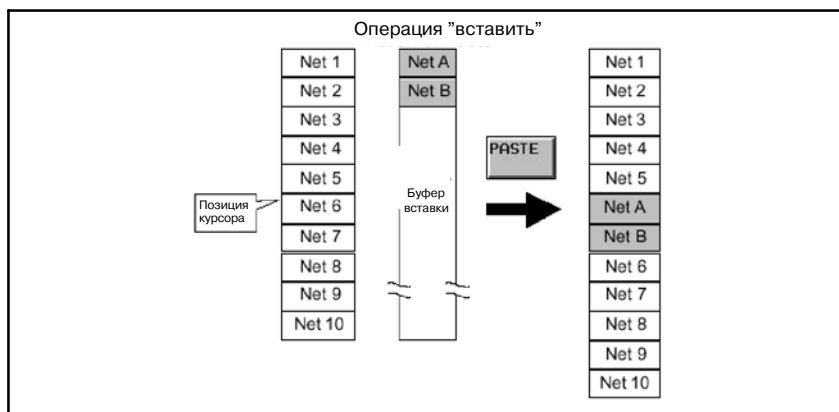 Операция "вставить"
Net 1
Net 2
Net 3
Net 4
Net 5
Net 6
Net 7
Net 8
Net 9
Net 10
Позиция
курсора
Net A
Net B
Буфер
вставки
PASTE
Net 1
Net 2
Net 3
Net 4
Net 5
Net A
Net B
Net 6
Net 7
Net 8
Net 9
Net 10